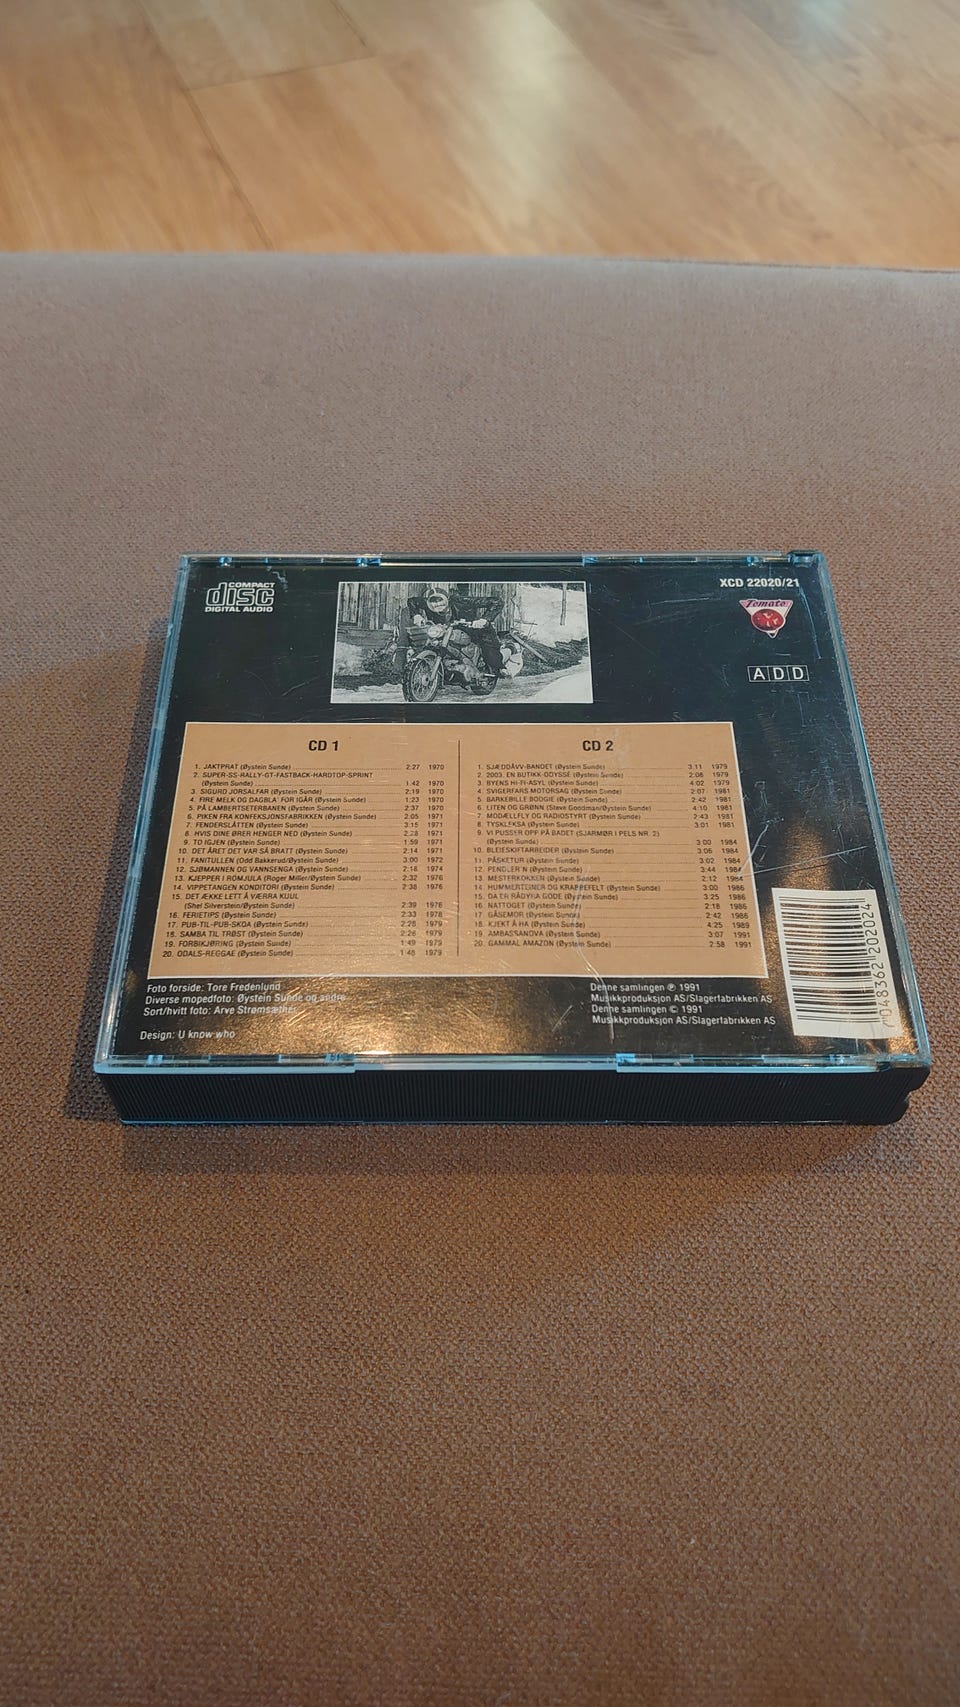 COMPACT
disc
DIGITAL AUDIO
XCD 22020/21
Tomato
ADD
CD 1
1. JAKTPRAT (Øystein Sunde) 2:27 1970
2. SUPER-SS-RALLY-GT-FASTBACK-HARDTOP-SPRINT
(Øystein Sunde) 1:42 1970
3. SIGURD JORSALFAR (Øystein Sunde) 2:19 1970
4. FIRE MELK OG DAGBLA' FOR IGÅR (Øystein Sunde) 1:23 1970
5. PÅ LAMBERTSETERBANEN (Øystein Sunde) 2:37 1970
6. PIKEN FRA KONFEKSJONSFABRIKKEN (Øystein Sunde) 2:05 1971
7. FENDERSLÅTTEN (Øystein Sunde) 3:15 1971
8. HVIS DINE ØRER HENGER NED (Øystein Sunde) 2:28 1971
9. TO IGJEN (Øystein Sunde) 1:59 1971
10. DET ÅRET DET VAR SÅ BRATT (Øystein Sunde) 2:14 1971
11. FANITULLEN (Odd Bakkerud/Øystein Sunde) 3:00 1972
12. SJØMANNEN OG VANNSENGA (Øystein Sunde) 2:18 1974
13. KJEPPER I RÖMJULA (Roger Miller/Øystein Sunde) 2:32 1976
14. VIPPETANGEN KONDITORI (Øystein Sunde) 2:38 1976
15. DET ÆKKE LETT Å VÆRRA KUUL
(Shel Silverstein/Øystein Sunde) 2:39 1976
16. FERIETIPS (Øystein Sunde) 2:33 1978
17. PUB-TIL-PUB-SKOA (Øystein Sunde) 2:26 1979
18. SAMBA TIL TRØST (Øystein Sunde) 2:26 1979
19. FORBIKJØRING (Øystein Sunde) 1:49 1979
20. ODALS-REGGAE (Øystein Sunde) 1:48 1979
CD 2
1. SJÆDDÅVV-BANDET (Øystein Sunde) 3:11 1979
2. 2003, EN BUTIKK-ODYSSÉ (Øystein Sunde) 2:08 1979
3. BYENS HI-FI-ASYL (Øystein Sunde) 4:02 1979
4. SVIGERFARS MOTORSAG (Øystein Sunde) 2:07 1981
5. BARKEBILLE BOOGIE (Øystein Sunde) 2:42 1981
6. LITEN OG GRØNN (Steve Goodman/Øystein Sunde) 4:10 1981
7. MODÆLLFLY OG RADIOSTYRT (Øystein Sunde) 2:43 1981
8. TYSKLEKSA (Øystein Sunde) 3:01 1981
9. VI PUSSER OPP PÅ BADET (SJARMØR I PELS NR. 2)
(Øystein Sunde) 3:00 1984
10. BLEIESKIFTARBEIDER (Øystein Sunde) 3:06 1984
11. PÅSKETUR (Øystein Sunde) 3:02 1984
12. PENDLER'N (Øystein Sunde) 3:44 1984
13. MESTERKOKKEN (Øystein Sunde) 2:12 1984
14. HUMMERTEINER OG KRABBEFELT (Øystein Sunde) 3:00 1986
15. DA ER RÅDYRA GODE (Øystein Sunde) 3:25 1986
16. NATTOGET (Øystein Sunde) 2:18 1986
17. GÅSEMOR (Øystein Sunde) 2:42 1986
18. KJEKT Å HA (Øystein Sunde) 4:25 1989
19. AMBASSANOVA (Øystein Sunde) 3:07 1991
20. GAMMAL AMAZON (Øystein Sunde) 2:58 1991
Foto forside: Tore Fredenlund
Diverse mopedfoto: Øystein Sunde og andre
Sort/hvitt foto: Arve Strømsæther
Design: U know who
Denne samlingen ℗ 1991
Musikkproduksjon AS/Slagerfabrikken AS
Denne samlingen © 1991
Musikkproduksjon AS/Slagerfabrikken AS
7 048362 202024